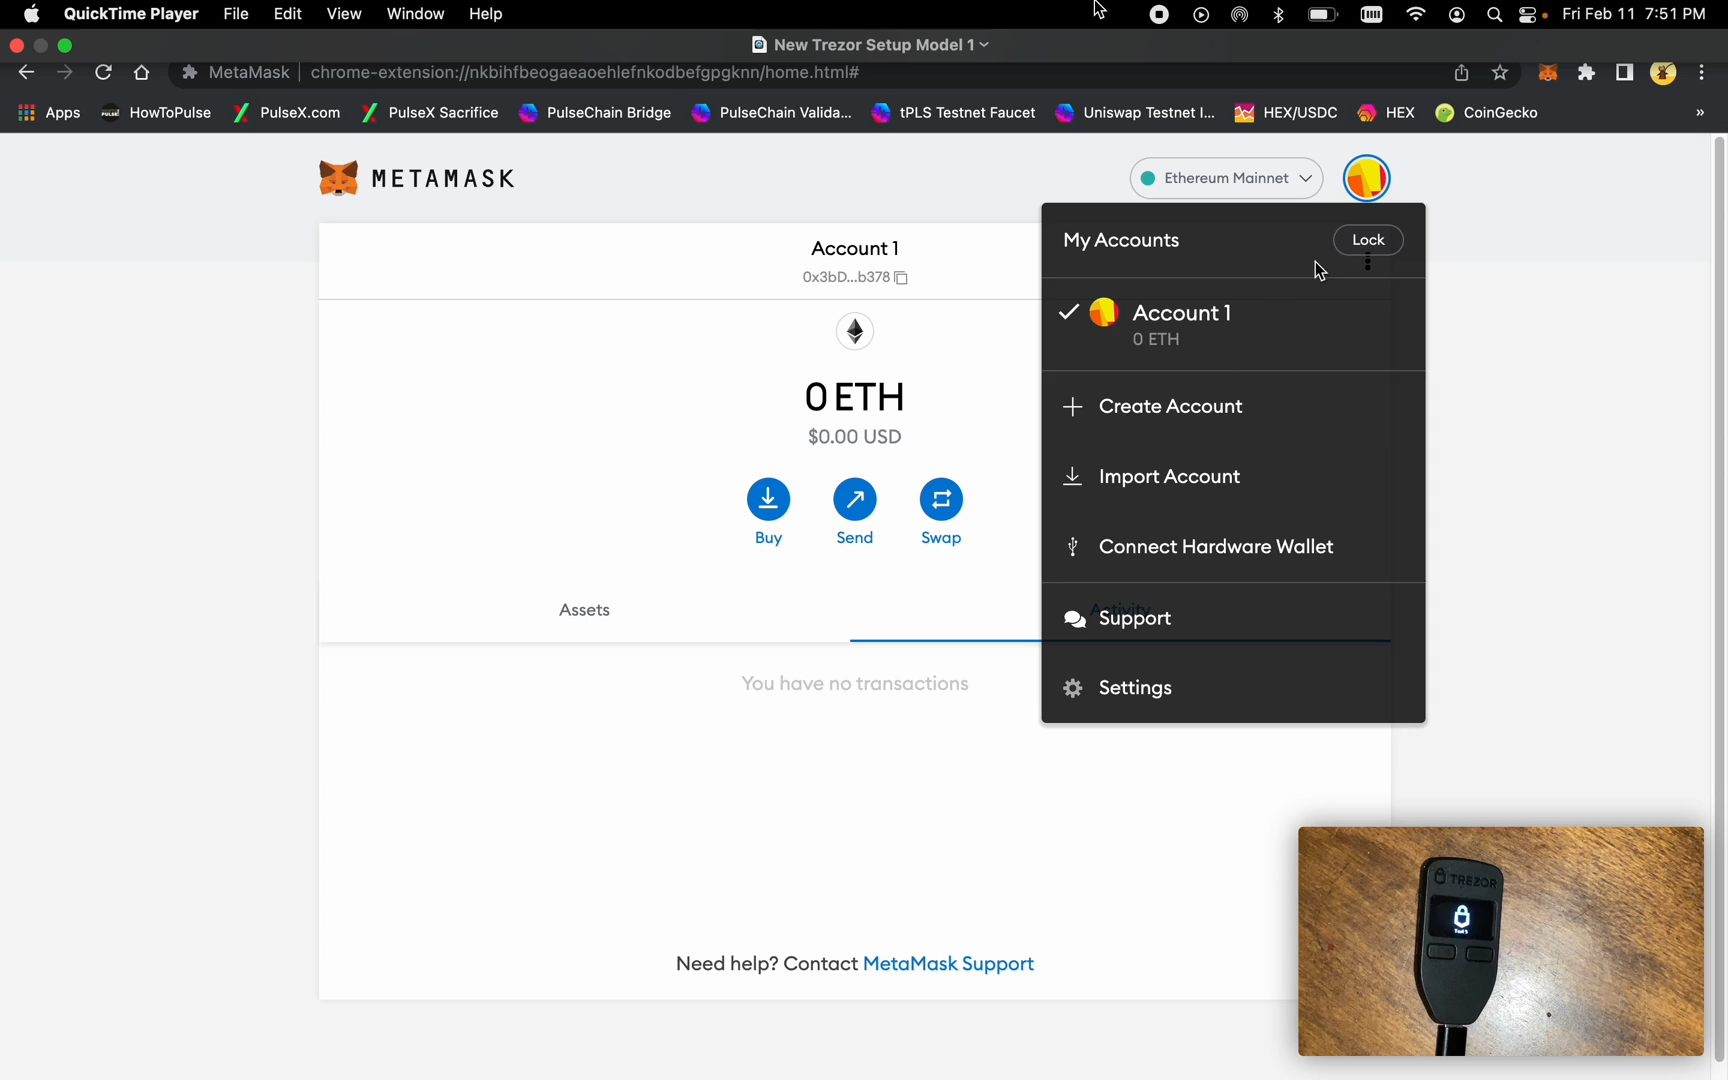 QuickTime Player File Edit View Window Help Fri Feb 11 7:51 PM
New Trezor Setup Model 1
MetaMask chrome-extension://nkbihfbeogaeaoehlefnkodbefgpgknn/home.html#
Apps HowToPulse PulseX.com PulseX Sacrifice PulseChain Bridge PulseChain Valida... tPLS Testnet Faucet Uniswap Testnet I... HEX/USDC HEX CoinGecko »
METAMASK
Ethereum Mainnet
Account 1
0x3bD...b378
0 ETH
$0.00 USD
Buy Send Swap
Assets
Activity
You have no transactions
Need help? Contact MetaMask Support
My Accounts Lock
Account 1
0 ETH
Create Account
Import Account
Connect Hardware Wallet
Support
Settings
TREZOR